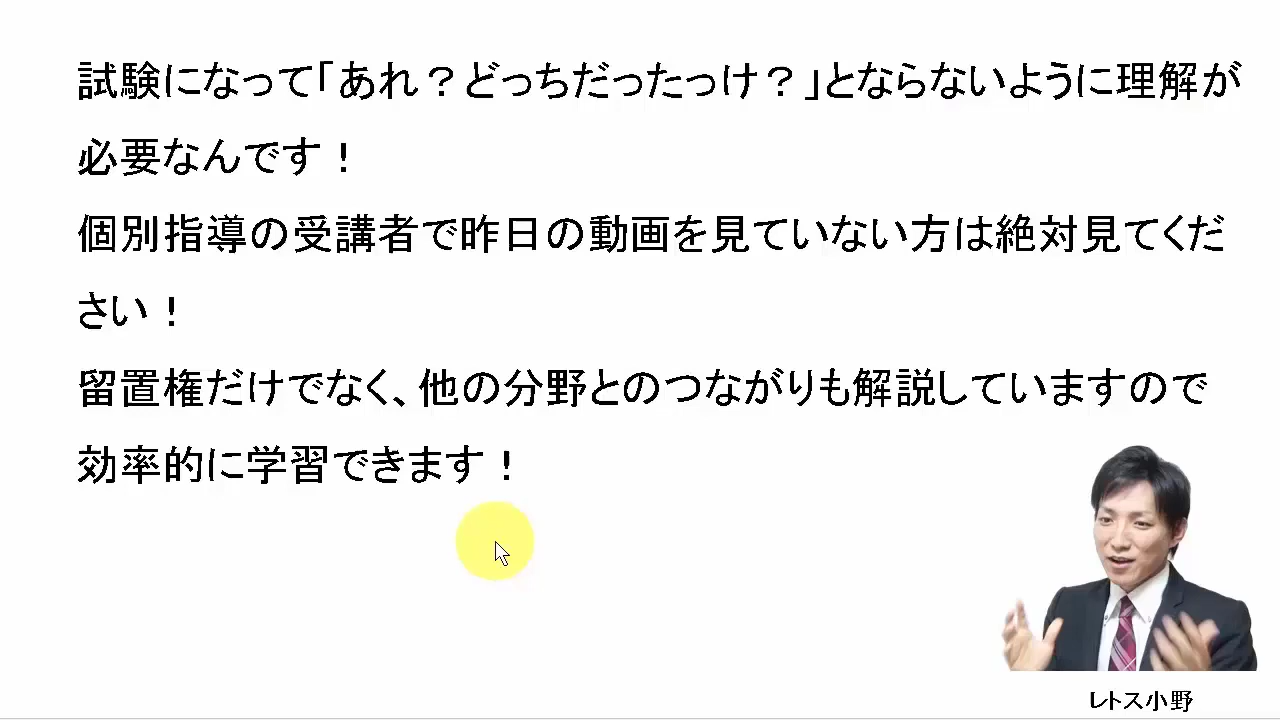 試験になって「あれ？どっちだったっけ？」とならないように理解が
必要なんです！
個別指導の受講者で昨日の動画を見ていない方は絶対見てくだ
さい！
留置権だけでなく、他の分野とのつながりも解説していますので
効率的に学習できます！
レトス小野